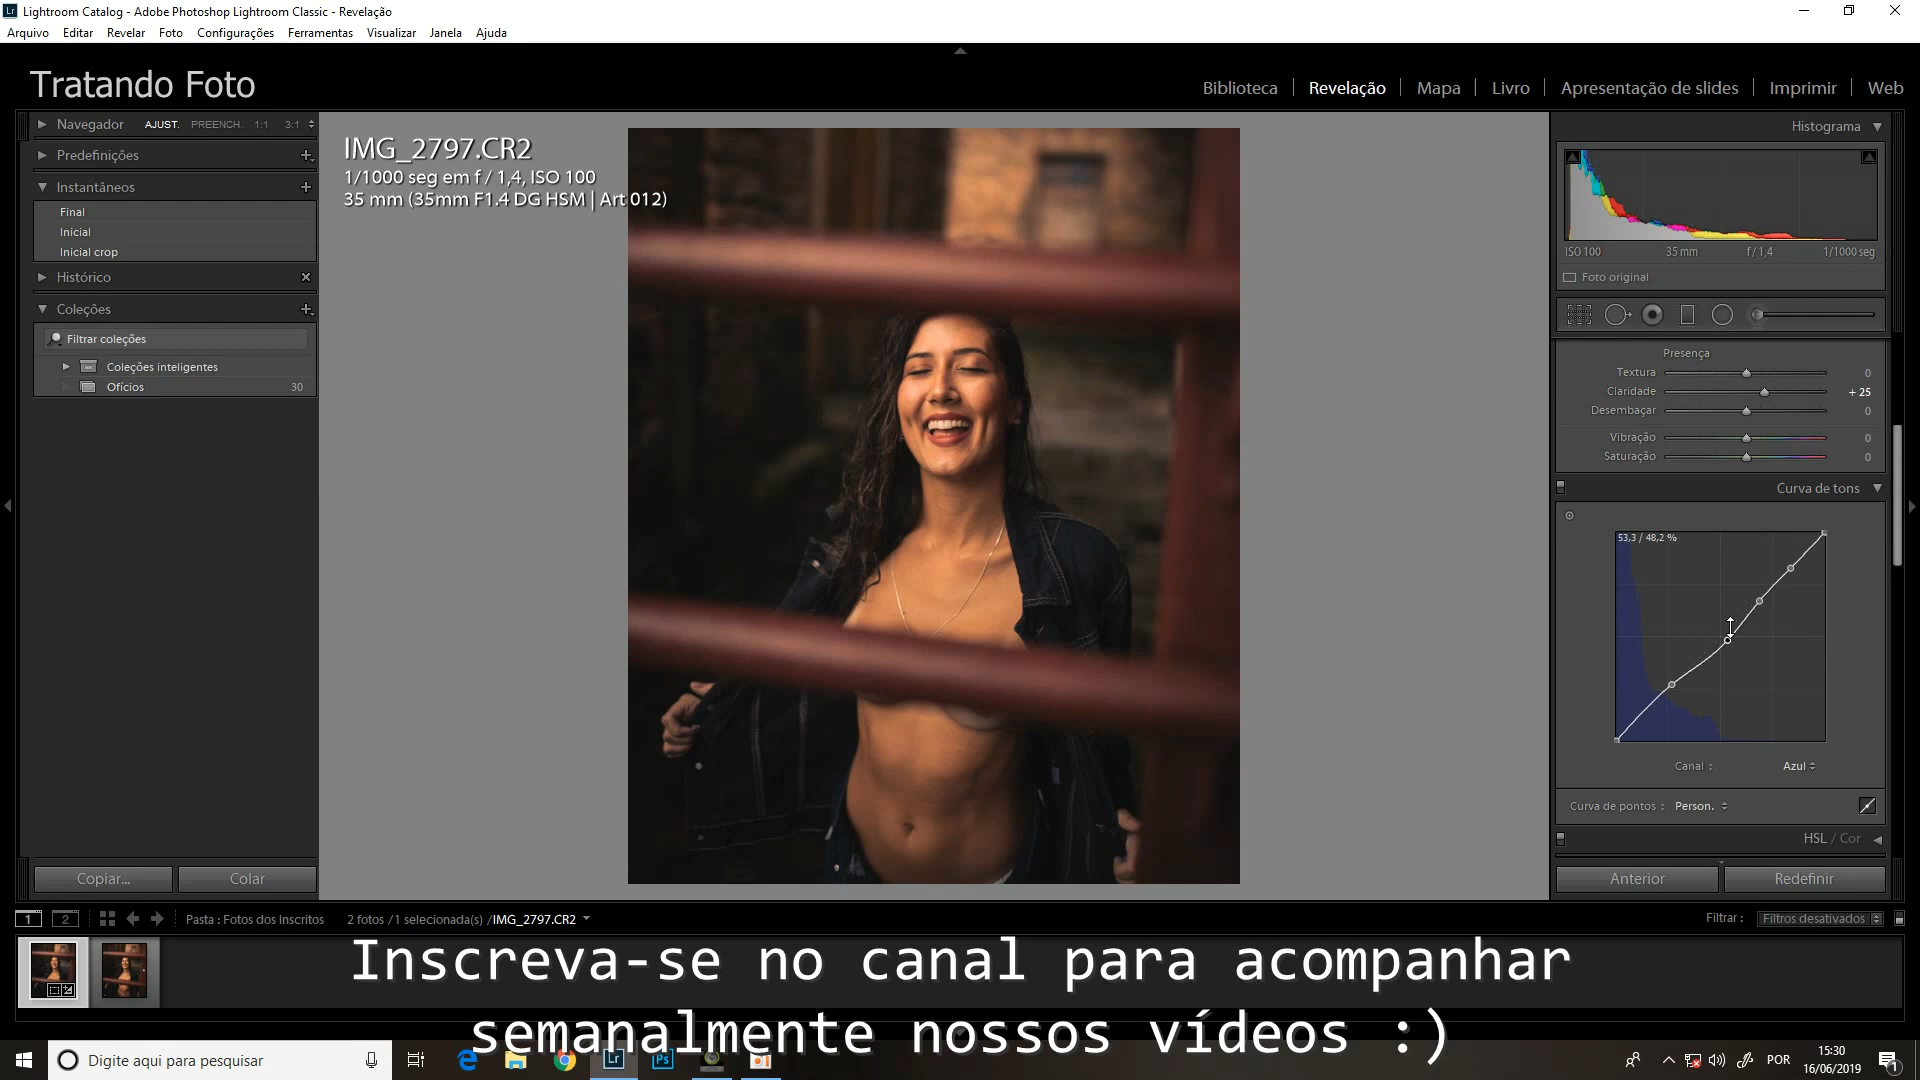 Lightroom Catalog - Adobe Photoshop Lightroom Classic - Revelação
Arquivo Editar Revelar Foto Configurações Ferramentas Visualizar Janela Ajuda
Tratando Foto
Biblioteca Revelação Mapa Livro Apresentação de slides Imprimir Web
Navegador AJUST. PREENCH. 1:1 3:1
Predefinições
Instantâneos
Final
Inicial
Inicial crop
Histórico
Coleções
Filtrar coleções
Coleções inteligentes
Ofícios 30
Copiar... Colar
IMG_2797.CR2
1/1000 seg em f / 1,4, ISO 100
35 mm (35mm F1.4 DG HSM | Art 012)
Histograma
ISO 100 35 mm f / 1,4 1/1000 seg
Foto original
Presença
Textura 0
Claridade + 25
Desembaçar 0
Vibração 0
Saturação 0
Curva de tons
53,3 / 48,2 %
Canal : Azul
Curva de pontos : Person.
HSL / Cor
Anterior Redefinir
1 2 Pasta : Fotos dos Inscritos 2 fotos /1 selecionada(s) /IMG_2797.CR2 Filtrar : Filtros desativados
Inscreva-se no canal para acompanhar
semanalmente nossos vídeos :)
Digite aqui para pesquisar
Lr Ps
POR
15:30
16/06/2019
1